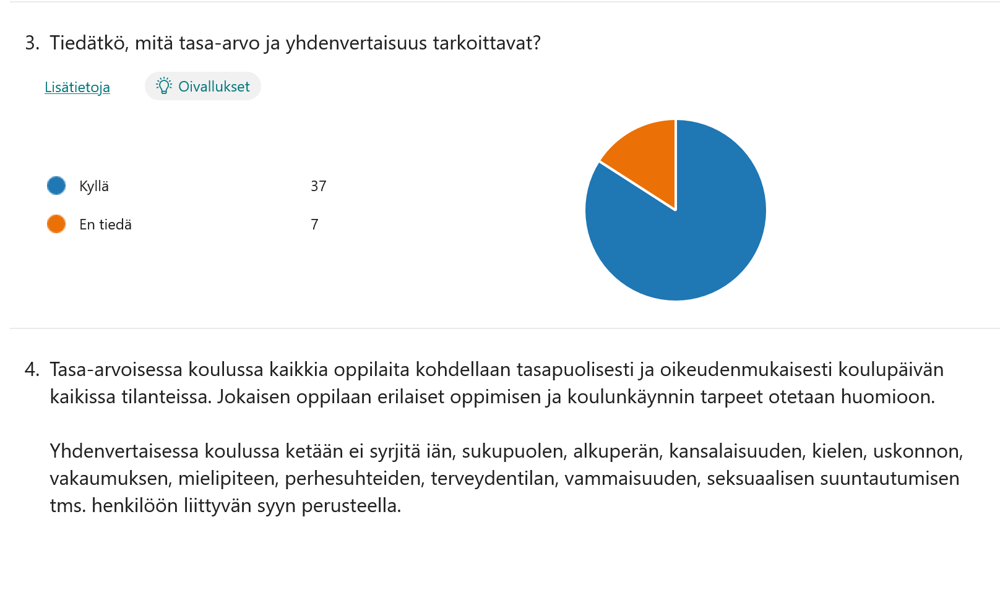 3. Tiedätkö, mitä tasa-arvo ja yhdenvertaisuus tarkoittavat?
Lisätietoja
Oivallukset
Kyllä 37
En tiedä 7
4. Tasa-arvoisessa koulussa kaikkia oppilaita kohdellaan tasapuolisesti ja oikeudenmukaisesti koulupäivän
kaikissa tilanteissa. Jokaisen oppilaan erilaiset oppimisen ja koulunkäynnin tarpeet otetaan huomioon.
Yhdenvertaisessa koulussa ketään ei syrjitä iän, sukupuolen, alkuperän, kansalaisuuden, kielen, uskonnon,
vakaumuksen, mielipiteen, perhesuhteiden, terveydentilan, vammaisuuden, seksuaalisen suuntautumisen
tms. henkilöön liittyvän syyn perusteella.